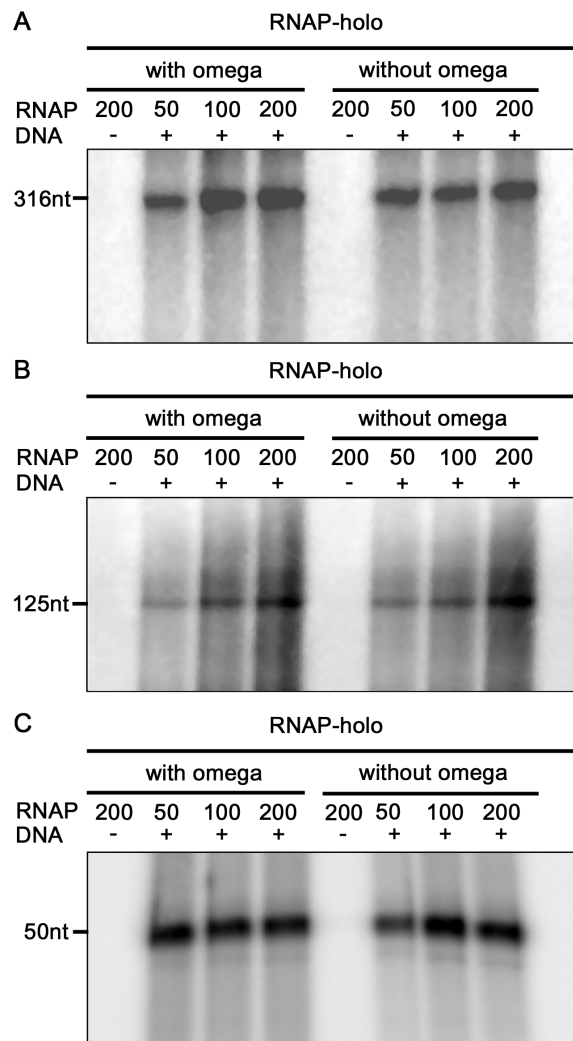 A
RNAP-holo
with omega without omega
RNAP 200 50 100 200 200 50 100 200
DNA - + + + - + + +
316nt
B
RNAP-holo
with omega without omega
RNAP 200 50 100 200 200 50 100 200
DNA - + + + - + + +
125nt
C
RNAP-holo
with omega without omega
RNAP 200 50 100 200 200 50 100 200
DNA - + + + - + + +
50nt